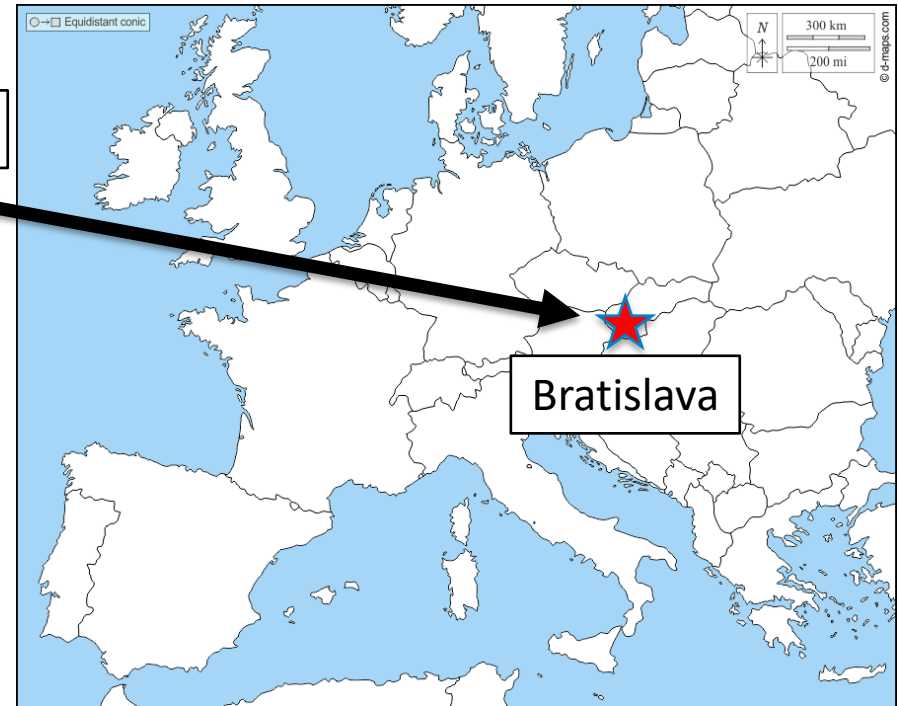 ○→□ Equidistant conic
N
300 km
200 mi
© d-maps.com
Bratislava